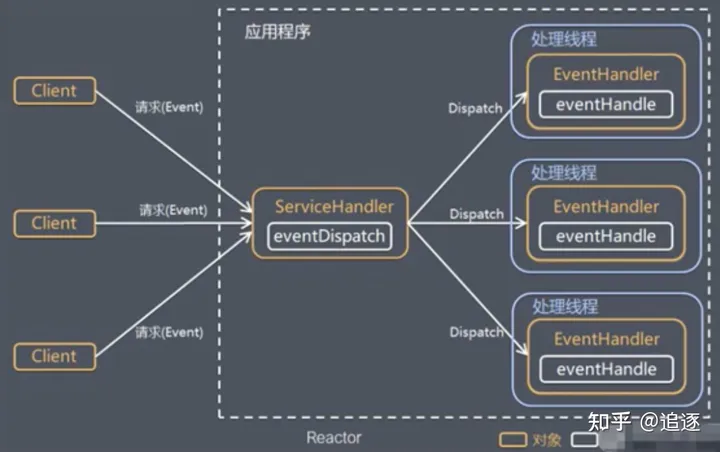 应用程序
Client
请求(Event)
Client
请求(Event)
Client
请求(Event)
ServiceHandler
eventDispatch
Dispatch
Dispatch
Dispatch
处理线程
EventHandler
eventHandle
处理线程
EventHandler
eventHandle
处理线程
EventHandler
eventHandle
Reactor
对象
知乎 @追逐